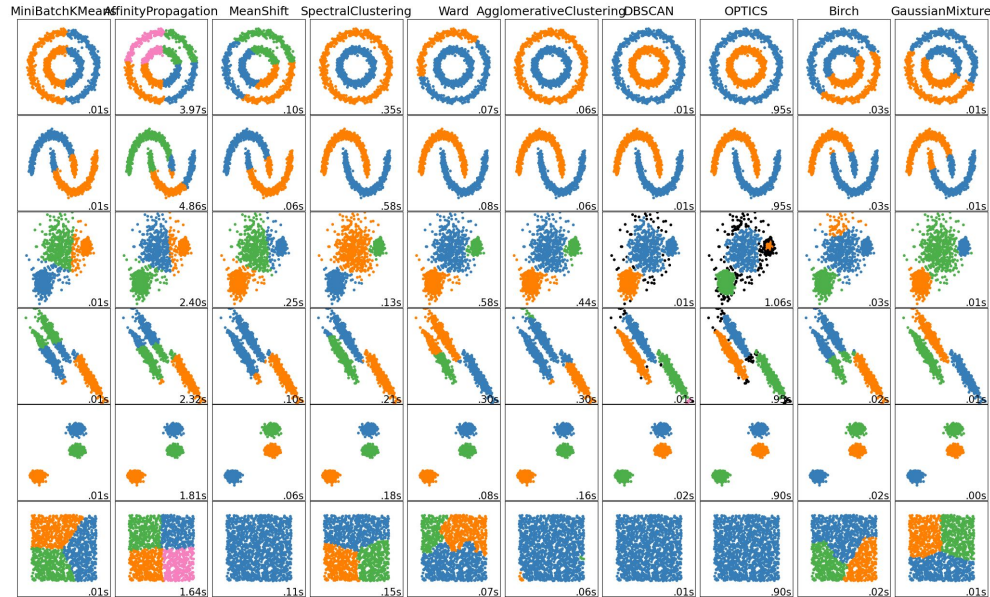 MiniBatchKMeans AffinityPropagation MeanShift SpectralClustering Ward AgglomerativeClustering DBSCAN OPTICS Birch GaussianMixture
.01s 3.97s .10s .35s .07s .06s .01s .95s .03s .01s
.01s 4.86s .06s .58s .08s .06s .01s .95s .03s .01s
.01s 2.40s .25s .13s .58s .44s .01s 1.06s .03s .01s
.01s 2.32s .10s .21s .30s .30s .01s .95s .02s .01s
.01s 1.81s .06s .18s .08s .16s .02s .90s .02s .00s
.01s 1.64s .11s .15s .07s .06s .01s .90s .02s .01s